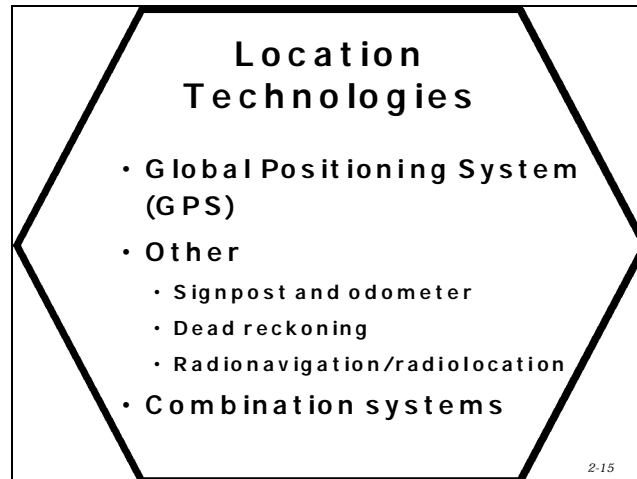 Location
Technologies
• Global Positioning System
(GPS)
• Other
• Signpost and odometer
• Dead reckoning
• Radionavigation/radiolocation
• Combination systems
2-15